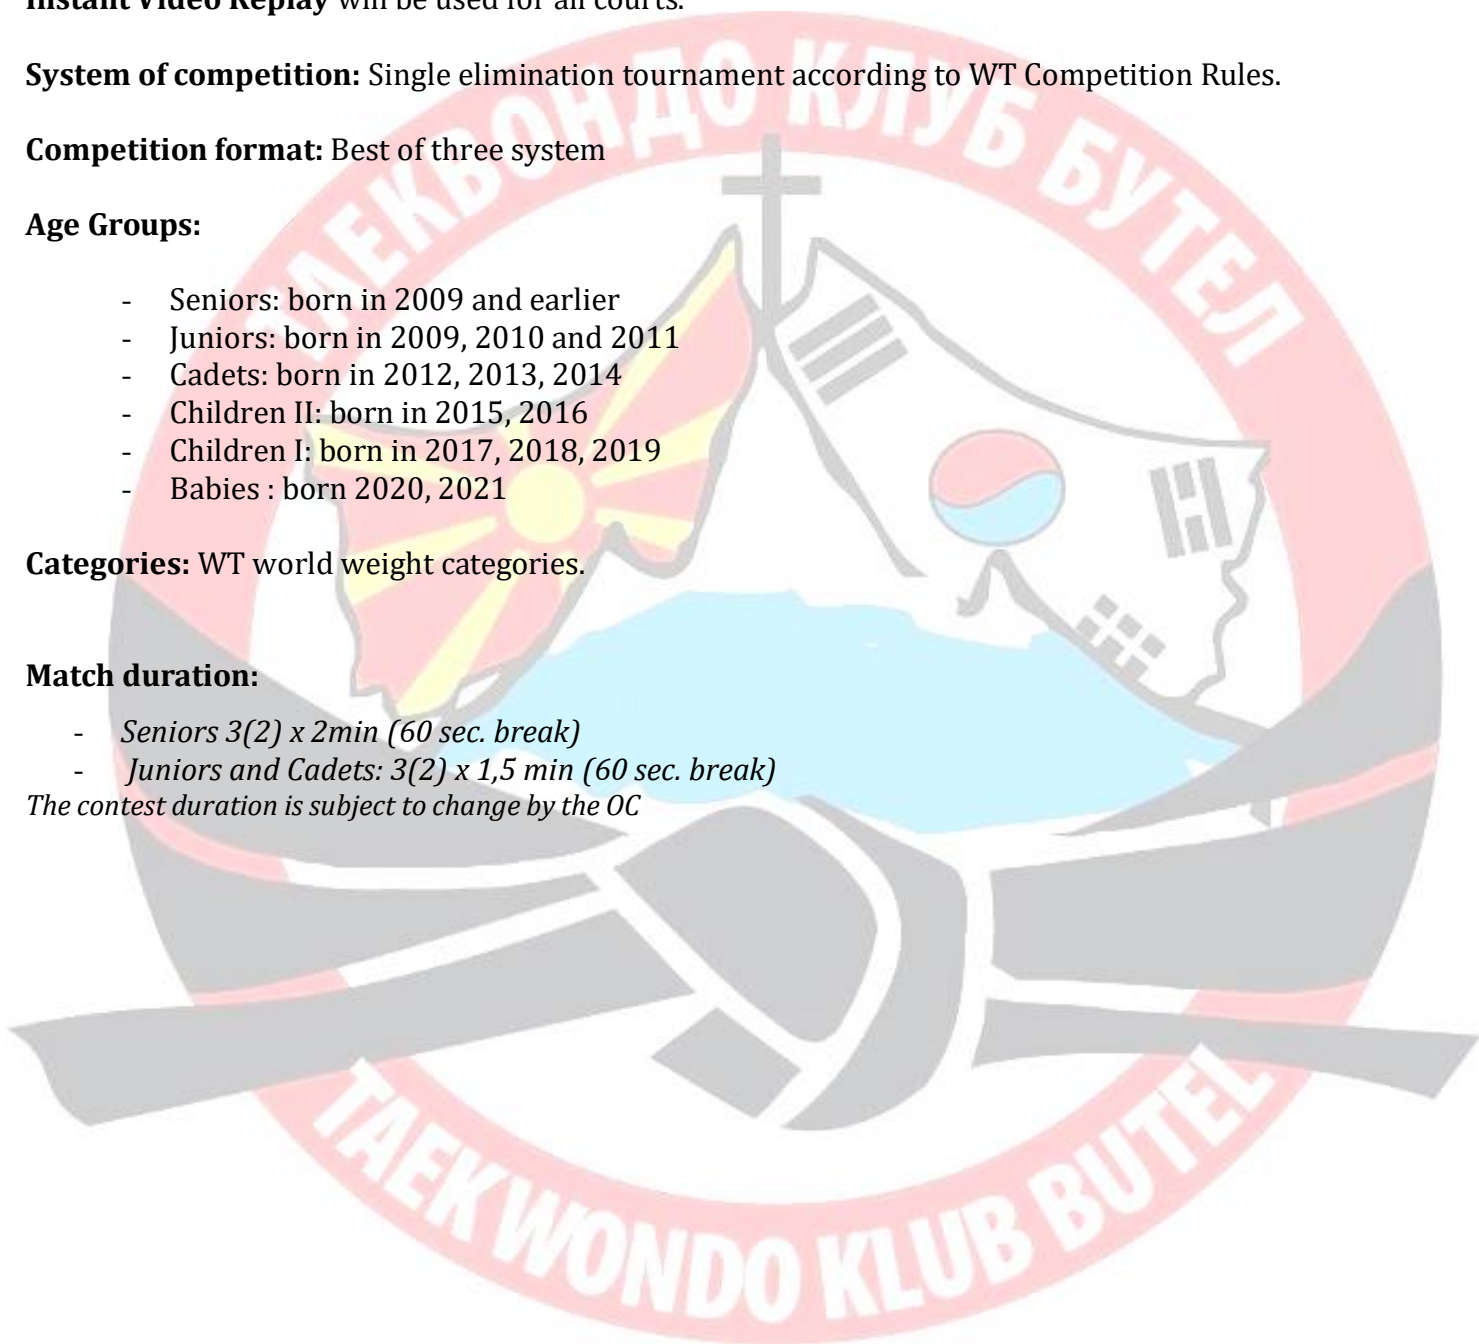 Instant Video Replay will be used for all courts.
System of competition: Single elimination tournament according to WT Competition Rules.
Competition format: Best of three system
Age Groups:
- Seniors: born in 2009 and earlier
- Juniors: born in 2009, 2010 and 2011
- Cadets: born in 2012, 2013, 2014
- Children II: born in 2015, 2016
- Children I: born in 2017, 2018, 2019
- Babies : born 2020, 2021
Categories: WT world weight categories.
Match duration:
- Seniors 3(2) x 2min (60 sec. break)
- Juniors and Cadets: 3(2) x 1,5 min (60 sec. break)
The contest duration is subject to change by the OC
ТАЕКВОНДО КЛУБ БУТЕЛ
TAEKWONDO KLUB BUTEL